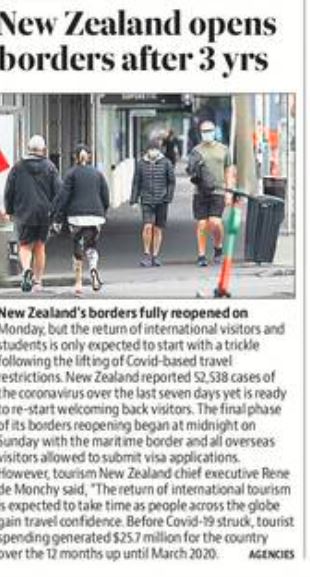 New Zealand opens
borders after 3 yrs
New Zealand's borders fully reopened on
Monday, but the return of international visitors and
students is only expected to start with a trickle
following the lifting of Covid-based travel
restrictions. New Zealand reported 52,538 cases of
the coronavirus over the last seven days yet is ready
to re-start welcoming back visitors. The final phase
of its borders reopening began at midnight on
Sunday with the maritime border and all overseas
visitors allowed to submit visa applications.
However, tourism New Zealand chief executive Rene
de Monchy said, "The return of international tourism
is expected to take time as people across the globe
gain travel confidence. Before Covid-19 struck, tourist
spending generated $25.7 million for the country
over the 12 months up until March 2020. AGENCIES